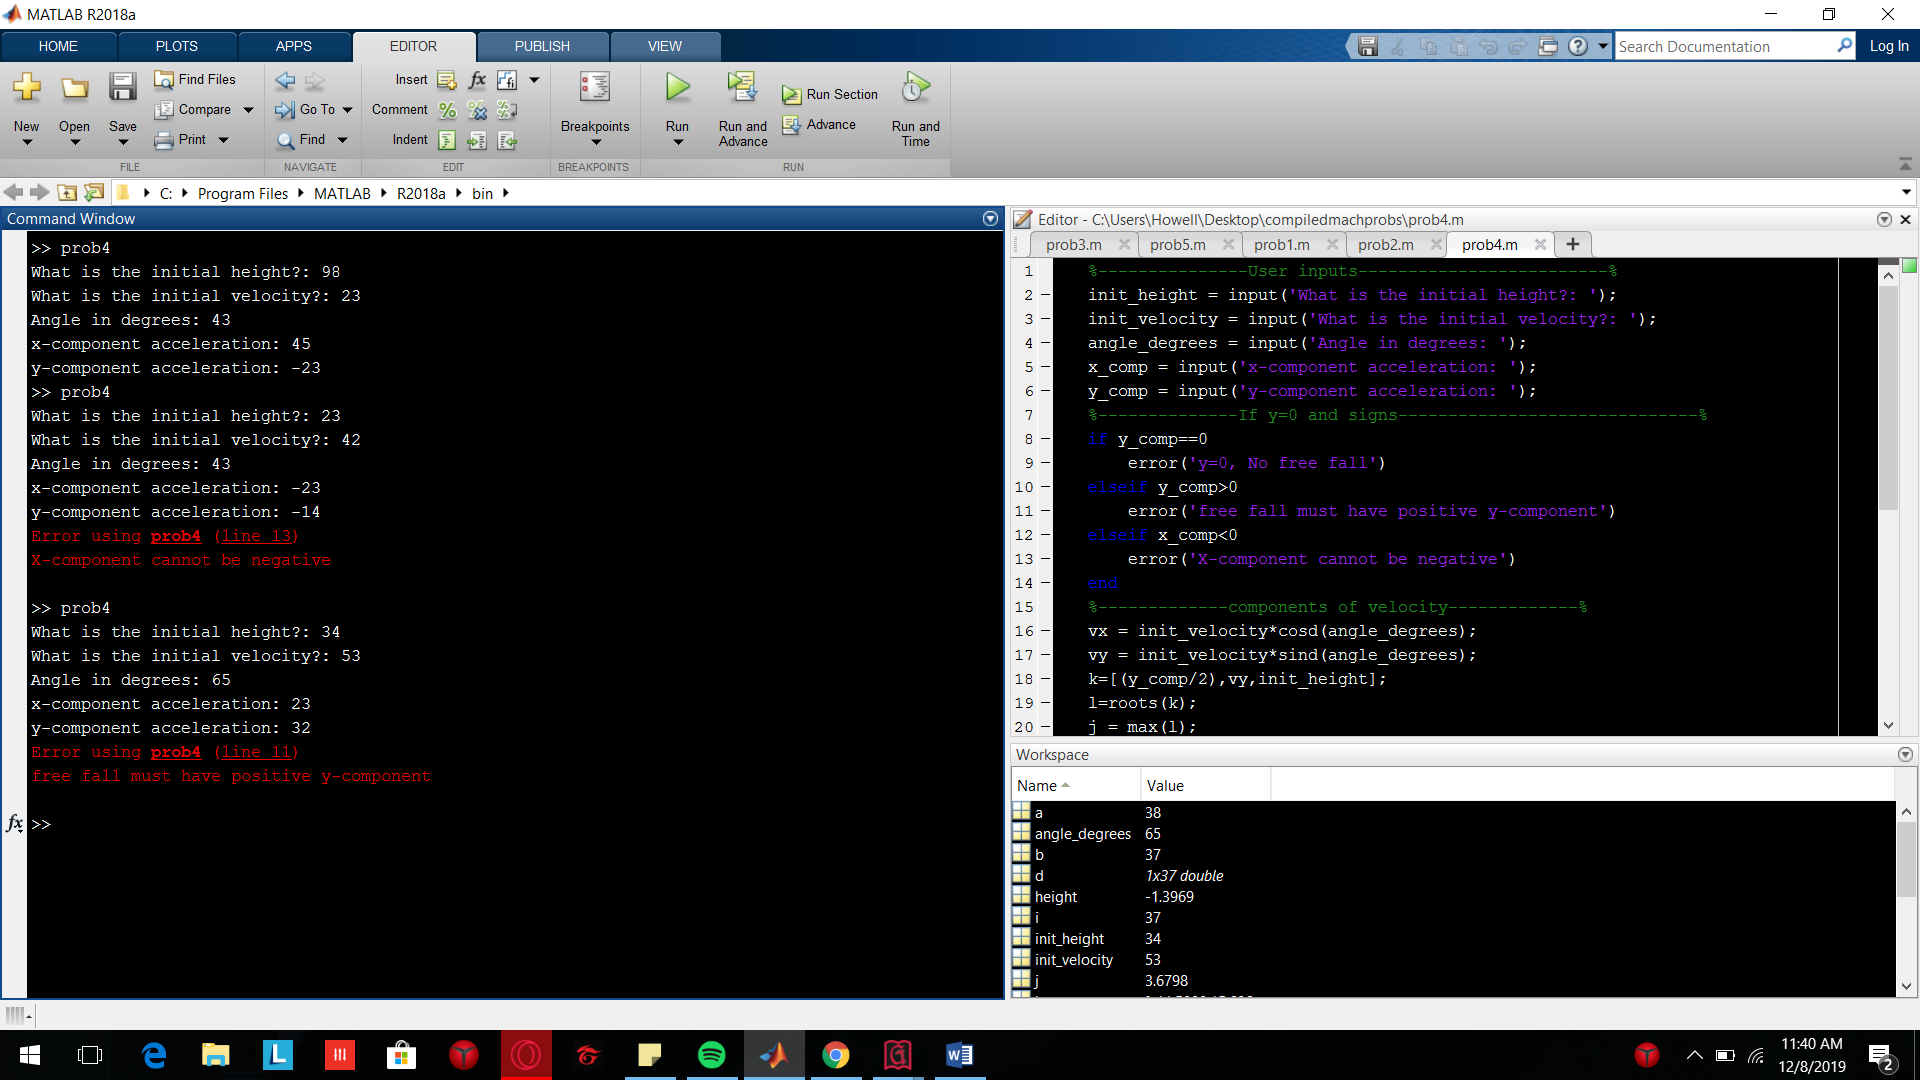 MATLAB R2018a
HOME PLOTS APPS EDITOR PUBLISH VIEW
Search Documentation
Log In
New
Open
Save
Find Files
Compare
Print
FILE
Go To
Find
NAVIGATE
Insert
Comment
Indent
EDIT
Breakpoints
BREAKPOINTS
Run
Run and
Advance
Run Section
Advance
Run and
Time
RUN
C: Program Files MATLAB R2018a bin
Command Window
>> prob4
What is the initial height?: 98
What is the initial velocity?: 23
Angle in degrees: 43
x-component acceleration: 45
y-component acceleration: -23
>> prob4
What is the initial height?: 23
What is the initial velocity?: 42
Angle in degrees: 43
x-component acceleration: -23
y-component acceleration: -14
Error using prob4 (line 13)
X-component cannot be negative
>> prob4
What is the initial height?: 34
What is the initial velocity?: 53
Angle in degrees: 65
x-component acceleration: 23
y-component acceleration: 32
Error using prob4 (line 11)
free fall must have positive y-component
fx >>
Editor - C:\Users\Howell\Desktop\compiledmachprobs\prob4.m
prob3.m prob5.m prob1.m prob2.m prob4.m
1 %---------------User inputs-------------------------%
2 init_height = input('What is the initial height?: ');
3 init_velocity = input('What is the initial velocity?: ');
4 angle_degrees = input('Angle in degrees: ');
5 x_comp = input('x-component acceleration: ');
6 y_comp = input('y-component acceleration: ');
7 %--------------If y=0 and signs------------------------------%
8 if y_comp==0
9 error('y=0, No free fall')
10 elseif y_comp>0
11 error('free fall must have positive y-component')
12 elseif x_comp<0
13 error('X-component cannot be negative')
14 end
15 %-------------components of velocity-------------%
16 vx = init_velocity*cosd(angle_degrees);
17 vy = init_velocity*sind(angle_degrees);
18 k=[(y_comp/2),vy,init_height];
19 l=roots(k);
20 j = max(l);
Workspace
Name Value
a 38
angle_degrees 65
b 37
d 1x37 double
height -1.3969
i 37
init_height 34
init_velocity 53
j 3.6798
11:40 AM
12/8/2019
2